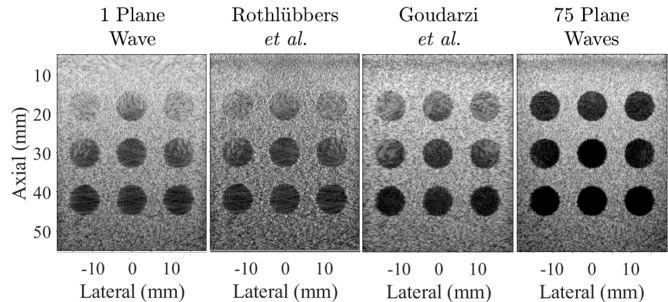 1 Plane Wave
Rothlübbers et al.
Goudarzi et al.
75 Plane Waves
Axial (mm)
10
20
30
40
50
-10 0 10
-10 0 10
-10 0 10
-10 0 10
Lateral (mm)
Lateral (mm)
Lateral (mm)
Lateral (mm)